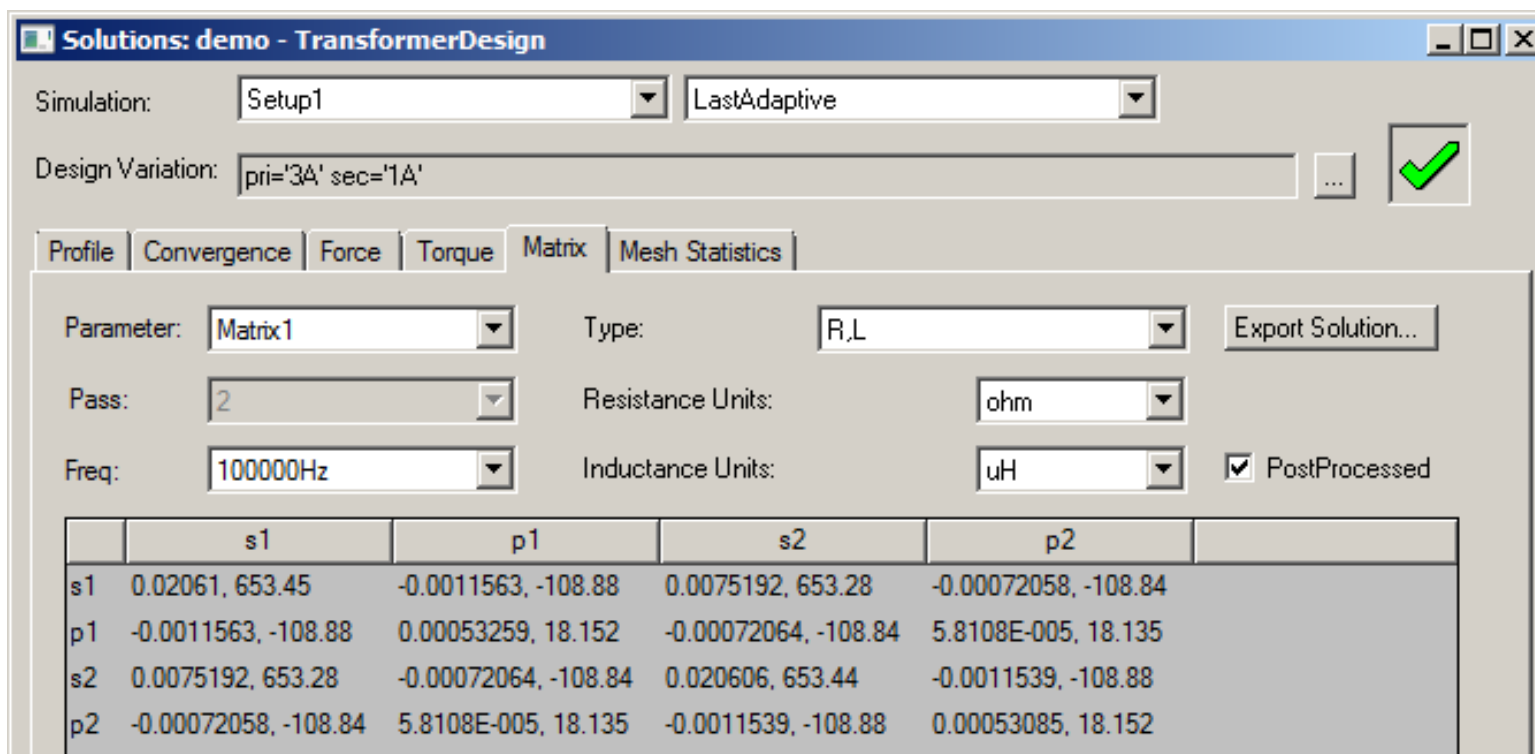 Solutions: demo - TransformerDesign
Simulation: Setup1 LastAdaptive
Design Variation: pri='3A' sec='1A' ...
Profile Convergence Force Torque Matrix Mesh Statistics
Parameter: Matrix1 Type: R,L Export Solution...
Pass: 2 Resistance Units: ohm
Freq: 100000Hz Inductance Units: uH PostProcessed
s1 p1 s2 p2
s1 0.02061, 653.45 -0.0011563, -108.88 0.0075192, 653.28 -0.00072058, -108.84
p1 -0.0011563, -108.88 0.00053259, 18.152 -0.00072064, -108.84 5.8108E-005, 18.135
s2 0.0075192, 653.28 -0.00072064, -108.84 0.020606, 653.44 -0.0011539, -108.88
p2 -0.00072058, -108.84 5.8108E-005, 18.135 -0.0011539, -108.88 0.00053085, 18.152